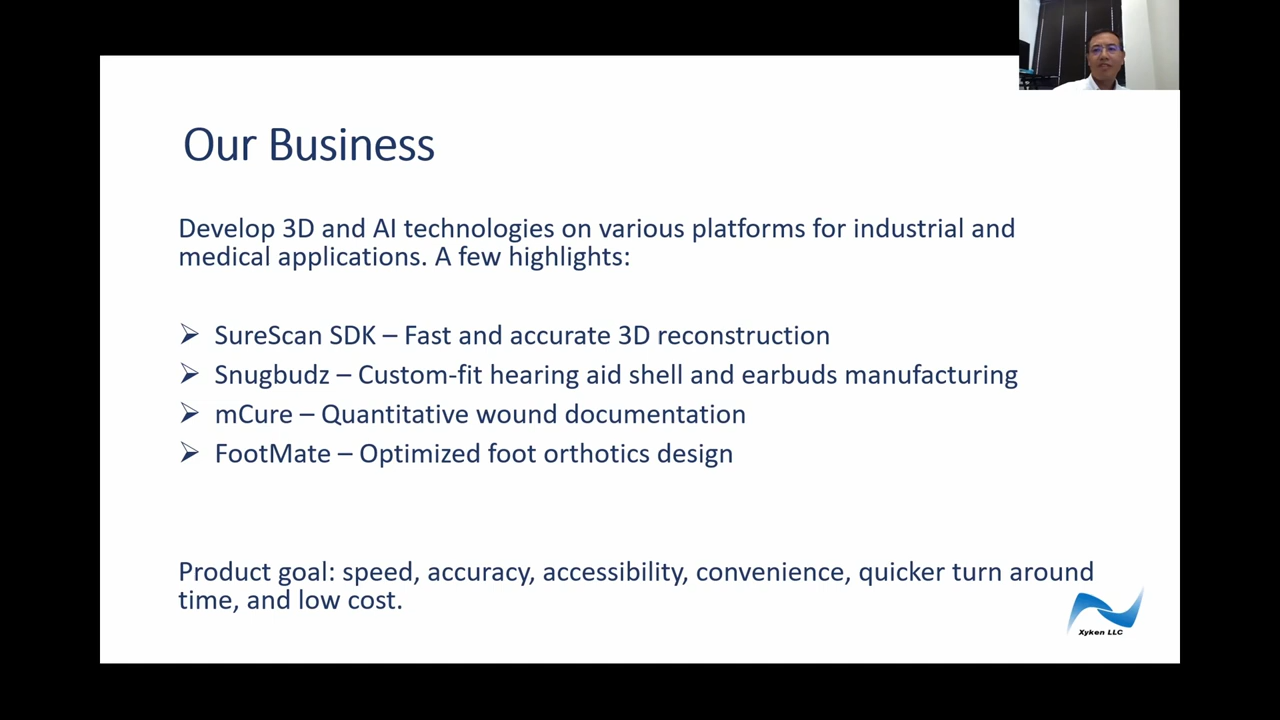 Our Business
Develop 3D and AI technologies on various platforms for industrial and
medical applications. A few highlights:
➢ SureScan SDK – Fast and accurate 3D reconstruction
➢ Snugbudz – Custom-fit hearing aid shell and earbuds manufacturing
➢ mCure – Quantitative wound documentation
➢ FootMate – Optimized foot orthotics design
Product goal: speed, accuracy, accessibility, convenience, quicker turn around
time, and low cost.
Xyken LLC